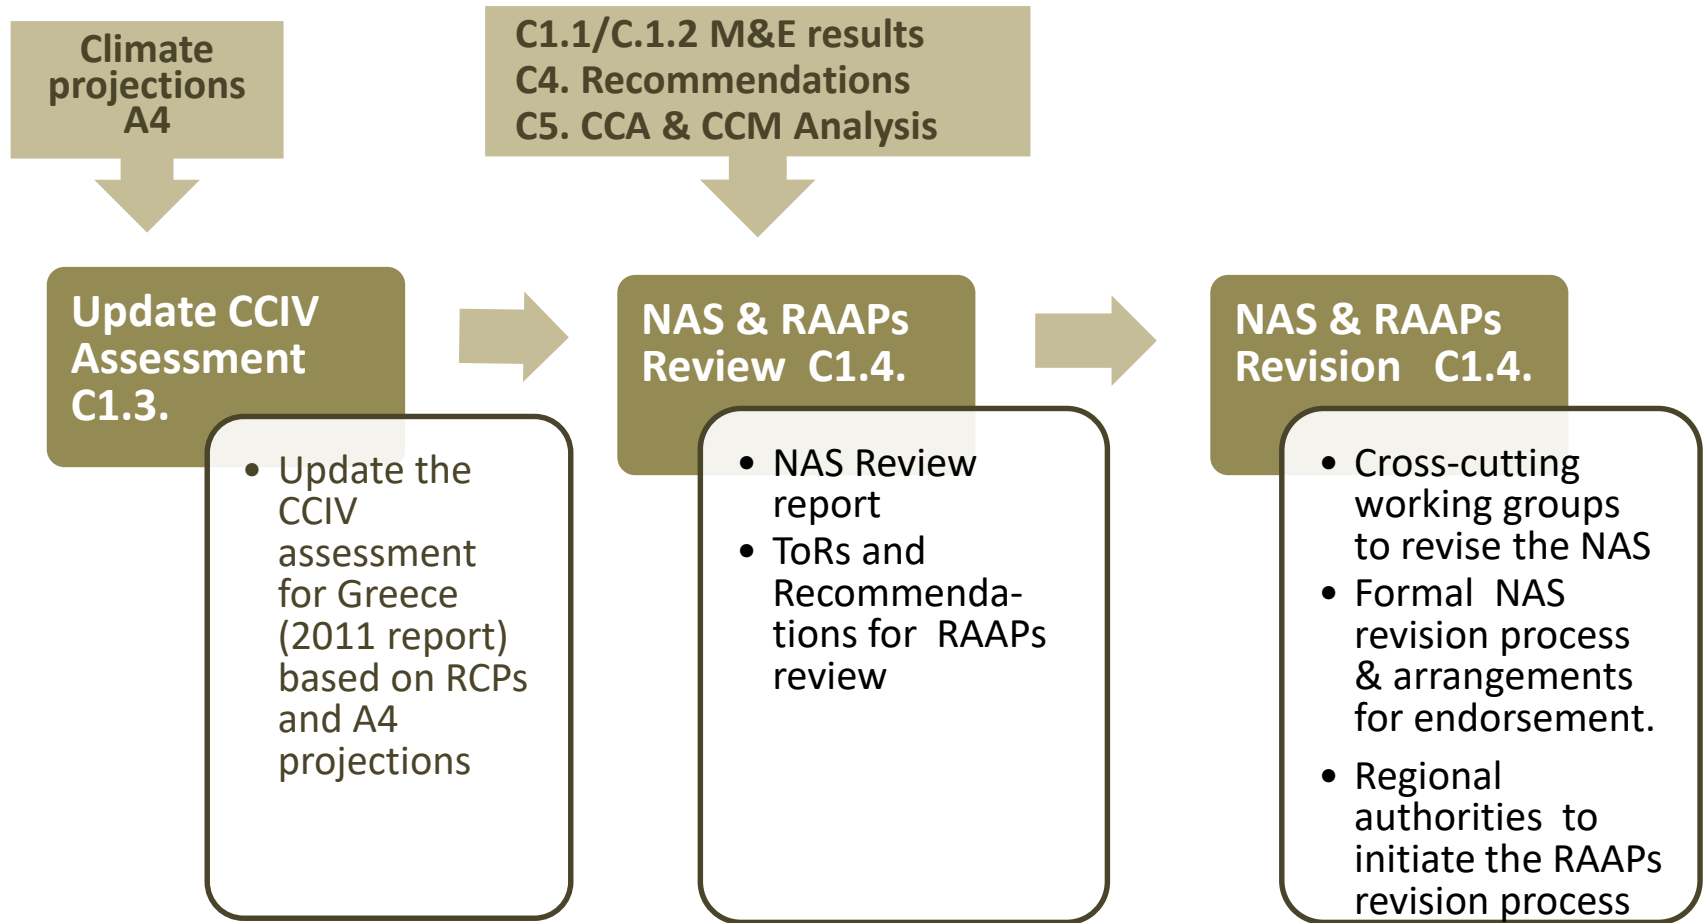 Climate
projections
A4
C1.1/C.1.2 M&E results
C4. Recommendations
C5. CCA & CCM Analysis
Update CCIV
Assessment
C1.3.
• Update the
CCIV
assessment
for Greece
(2011 report)
based on RCPs
and A4
projections
NAS & RAAPs
Review C1.4.
• NAS Review
report
• ToRs and
Recommenda-
tions for RAAPs
review
NAS & RAAPs
Revision C1.4.
• Cross-cutting
working groups
to revise the NAS
• Formal NAS
revision process
& arrangements
for endorsement.
• Regional
authorities to
initiate the RAAPs
revision process